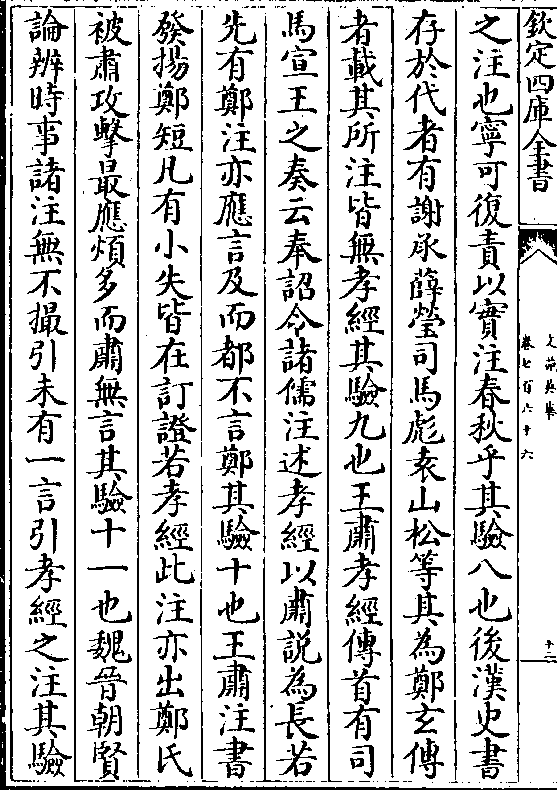 欽定四庫全書
文苑英華
卷七百六十六
十三
之注也寧可復責以實注春秋乎其驗八也後漢史書
存於代者有謝承薛瑩司馬彪袁山松等其為鄭玄傳
者載其所注皆無孝經其驗九也王肅孝經傳首有司
馬宣王之奏云奉詔令諸儒注述孝經以肅説為長若
先有鄭注亦應言及而都不言鄭其驗十也王肅注書
發揚鄭短凡有小失皆在訂證若孝經此注亦出鄭氏
被肅攻擊最應煩多而肅無言其驗十一也魏晉朝賢
論辨時事諸注無不撮引未有一言引孝經之注其驗